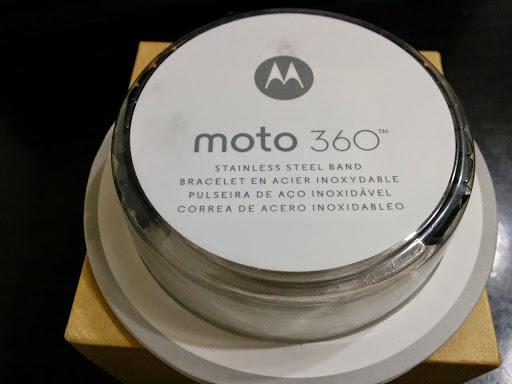 moto 360™
STAINLESS STEEL BAND
BRACELET EN ACIER INOXYDABLE
PULSEIRA DE AÇO INOXIDÁVEL
CORREA DE ACERO INOXIDABLEO